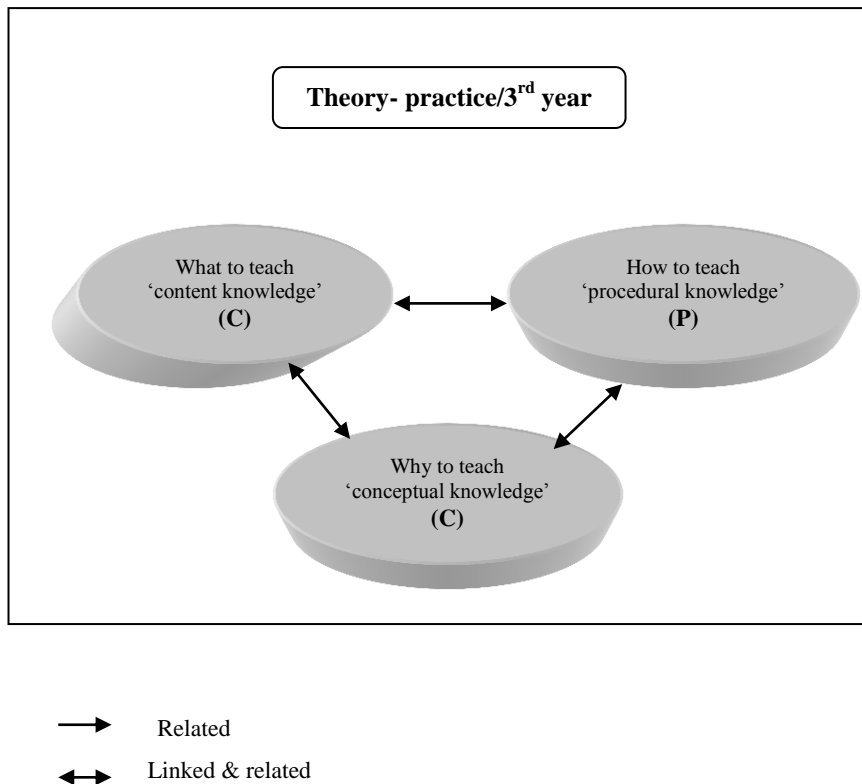 Theory- practice/3rd year
What to teach
‘content knowledge’
(C)
How to teach
‘procedural knowledge’
(P)
Why to teach
‘conceptual knowledge’
(C)
Related
Linked & related